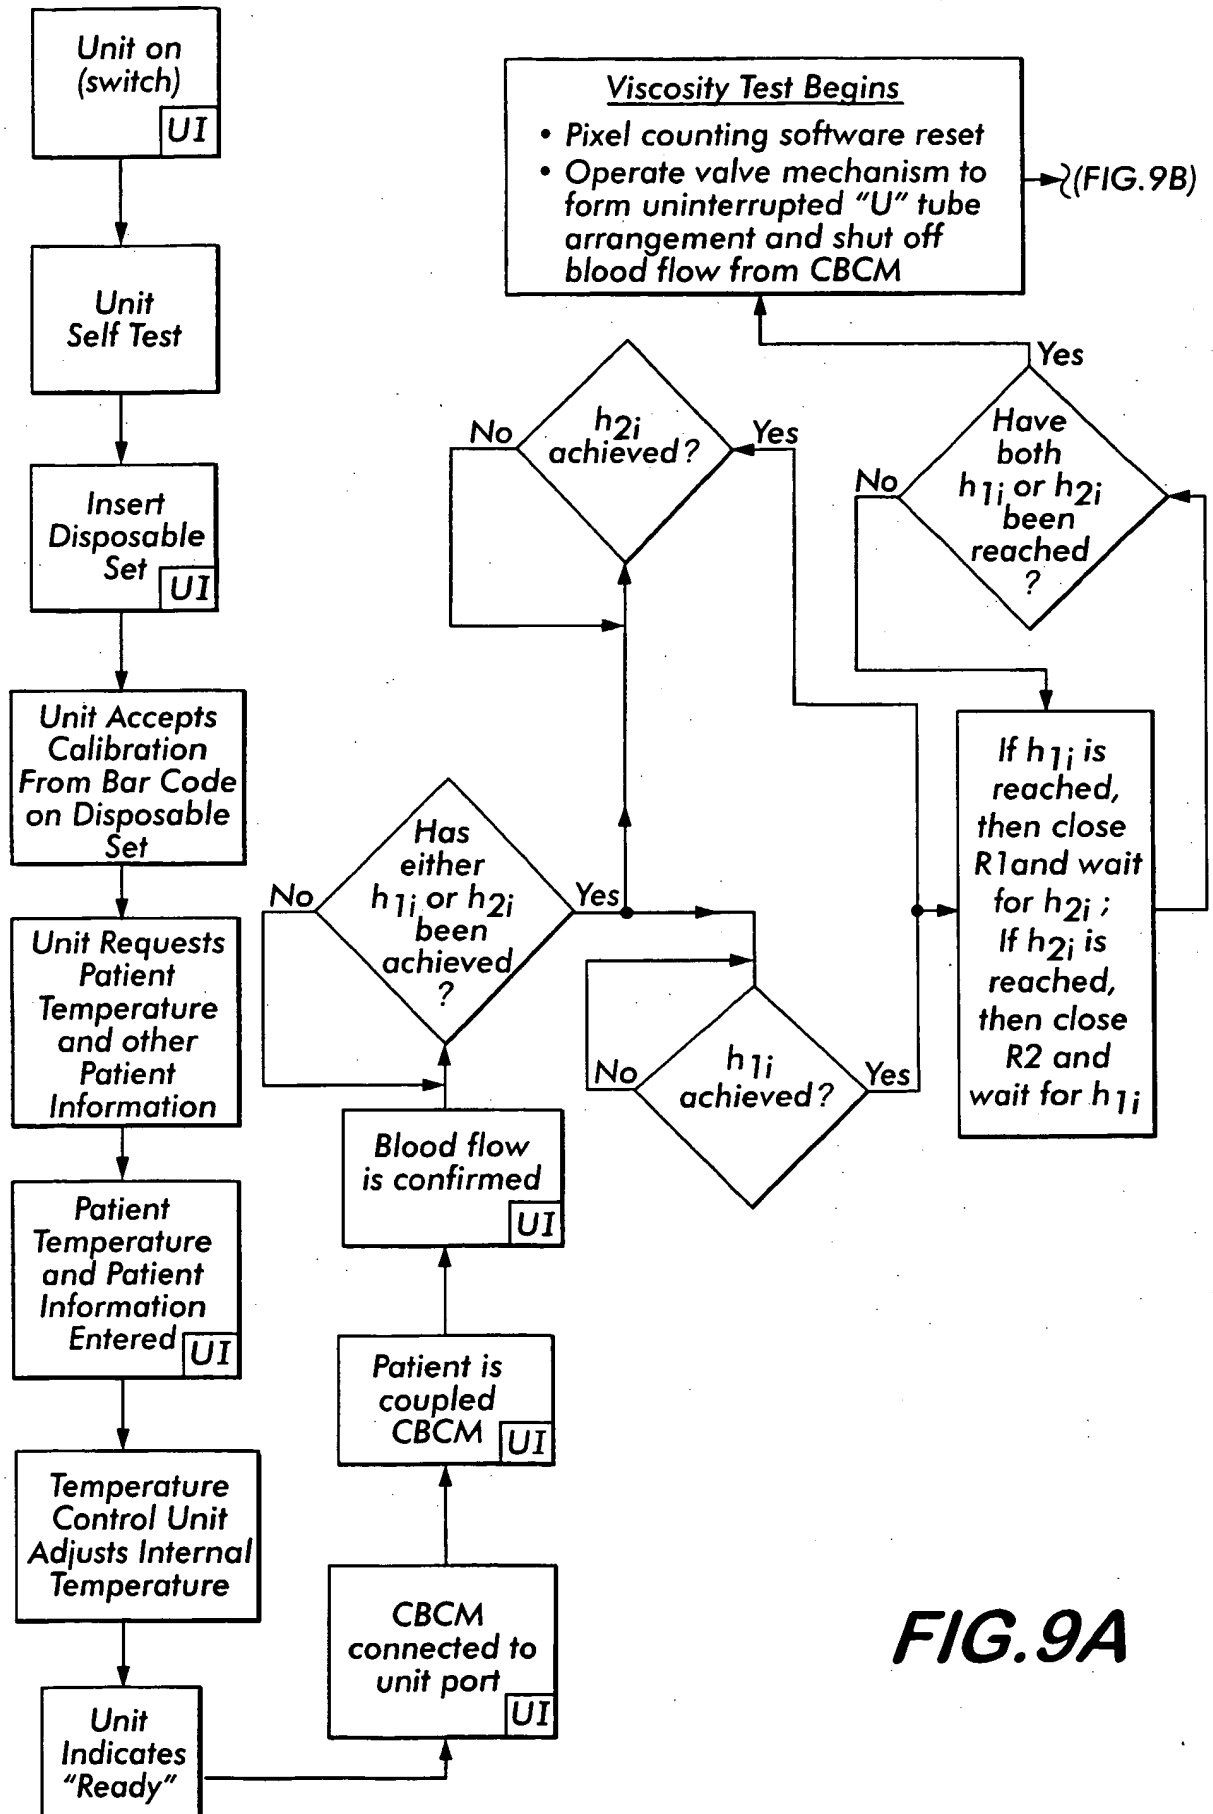 Unit on
(switch)
UI
Unit
Self Test
Insert
Disposable
Set
UI
Unit Accepts
Calibration
From Bar Code
on Disposable
Set
Unit Requests
Patient
Temperature
and other
Patient
Information
Patient
Temperature
and Patient
Information
Entered
UI
Temperature
Control Unit
Adjusts Internal
Temperature
Unit
Indicates
“Ready”
CBCM
connected to
unit port
UI
Patient is
coupled
CBCM
UI
Blood flow
is confirmed
UI
Has
either
h1i or h2i
been
achieved
?
No
Yes
h2i
achieved?
No
Yes
h1i
achieved?
No
Yes
If h1i is
reached,
then close
R1and wait
for h2i ;
If h2i is
reached,
then close
R2 and
wait for h1i
Have
both
h1i or h2i
been
reached
?
No
Yes
Viscosity Test Begins
• Pixel counting software reset
• Operate valve mechanism to
form uninterrupted “U” tube
arrangement and shut off
blood flow from CBCM
(FIG.9B)
FIG.9A